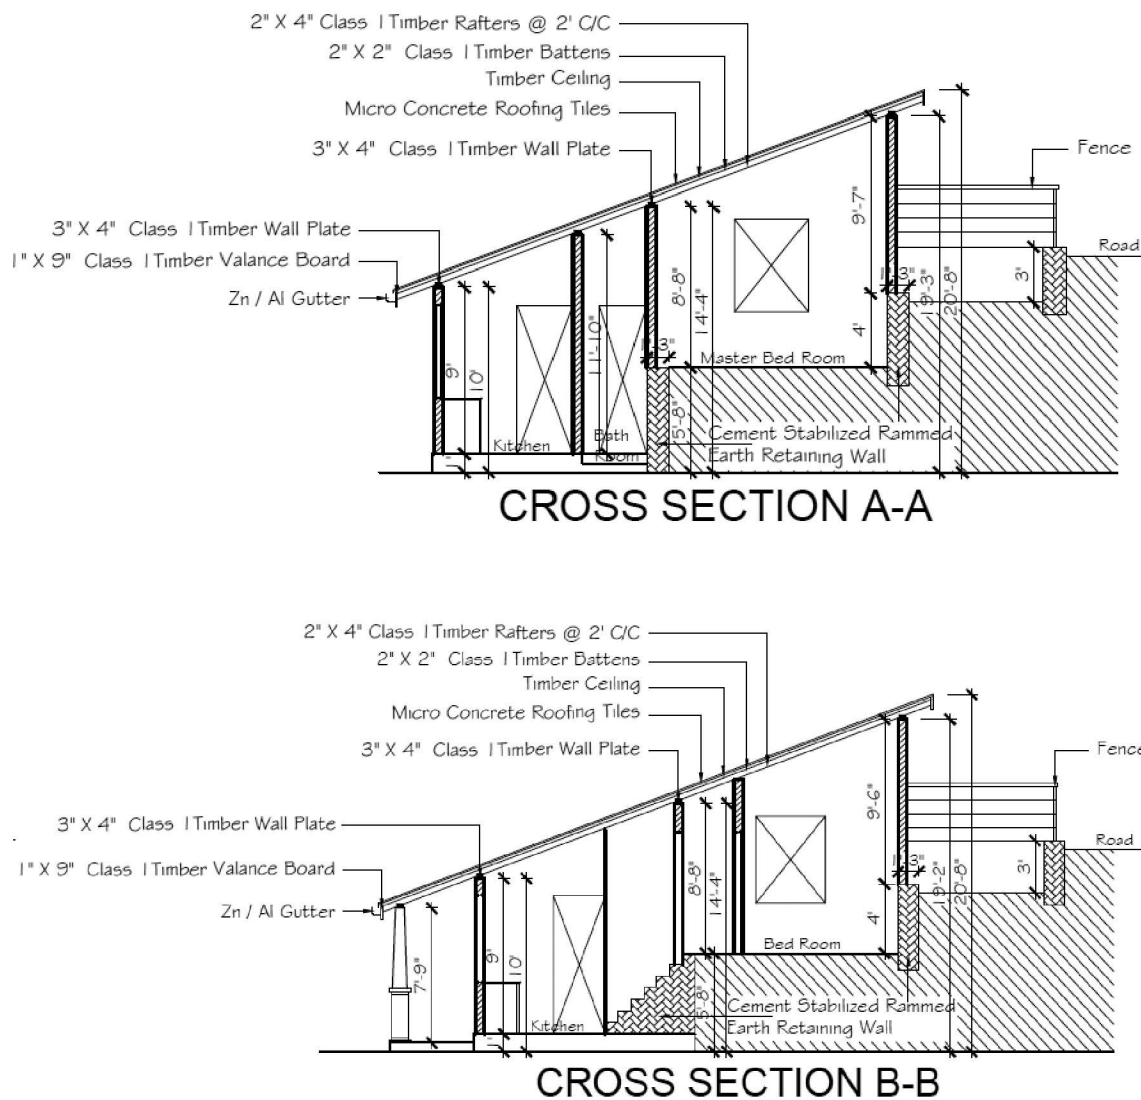 2" X 4" Class I Timber Rafters @ 2' C/C
2" X 2" Class I Timber Battens
Timber Ceiling
Micro Concrete Roofing Tiles
3" X 4" Class I Timber Wall Plate
Fence
3" X 4" Class I Timber Wall Plate
1" X 9" Class I Timber Valance Board
Zn / Al Gutter
Road
9'-7"
3'
19'-3"
20'-8"
8'-8"
14'-4"
4'
11'-10"
9'
10'
1'-3"
Master Bed Room
5'-8"
Kitchen
Bath
Room
1'
Cement Stabilized Rammed
Earth Retaining Wall
CROSS SECTION A-A
2" X 4" Class I Timber Rafters @ 2' C/C
2" X 2" Class I Timber Battens
Timber Ceiling
Micro Concrete Roofing Tiles
3" X 4" Class I Timber Wall Plate
Fence
3" X 4" Class I Timber Wall Plate
1" X 9" Class I Timber Valance Board
Zn / Al Gutter
Road
9'-6"
3'
19'-2"
20'-8"
8'-8"
14'-4"
4'
7'-9"
9'
10'
Bed Room
5'-8"
Kitchen
1'
Cement Stabilized Rammed
Earth Retaining Wall
CROSS SECTION B-B